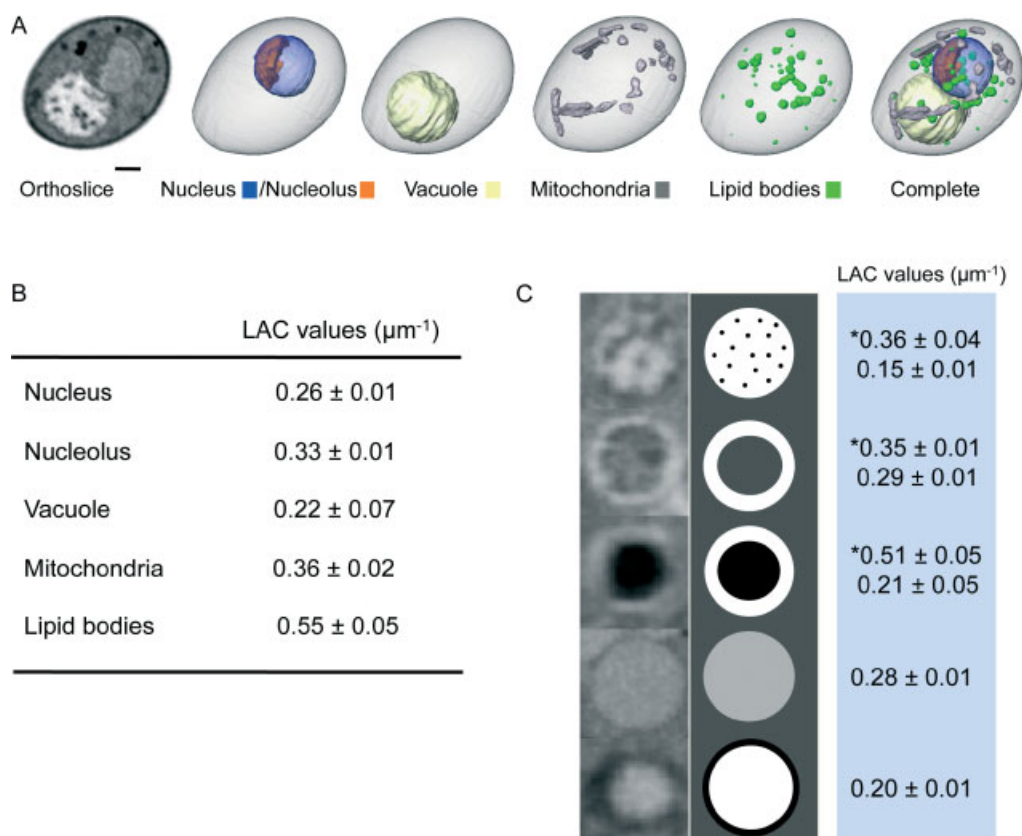 A
Orthoslice Nucleus /Nucleolus Vacuole Mitochondria Lipid bodies Complete
B
LAC values (µm⁻¹)
Nucleus 0.26 ± 0.01
Nucleolus 0.33 ± 0.01
Vacuole 0.22 ± 0.07
Mitochondria 0.36 ± 0.02
Lipid bodies 0.55 ± 0.05
C
LAC values (µm⁻¹)
*0.36 ± 0.04
0.15 ± 0.01
*0.35 ± 0.01
0.29 ± 0.01
*0.51 ± 0.05
0.21 ± 0.05
0.28 ± 0.01
0.20 ± 0.01